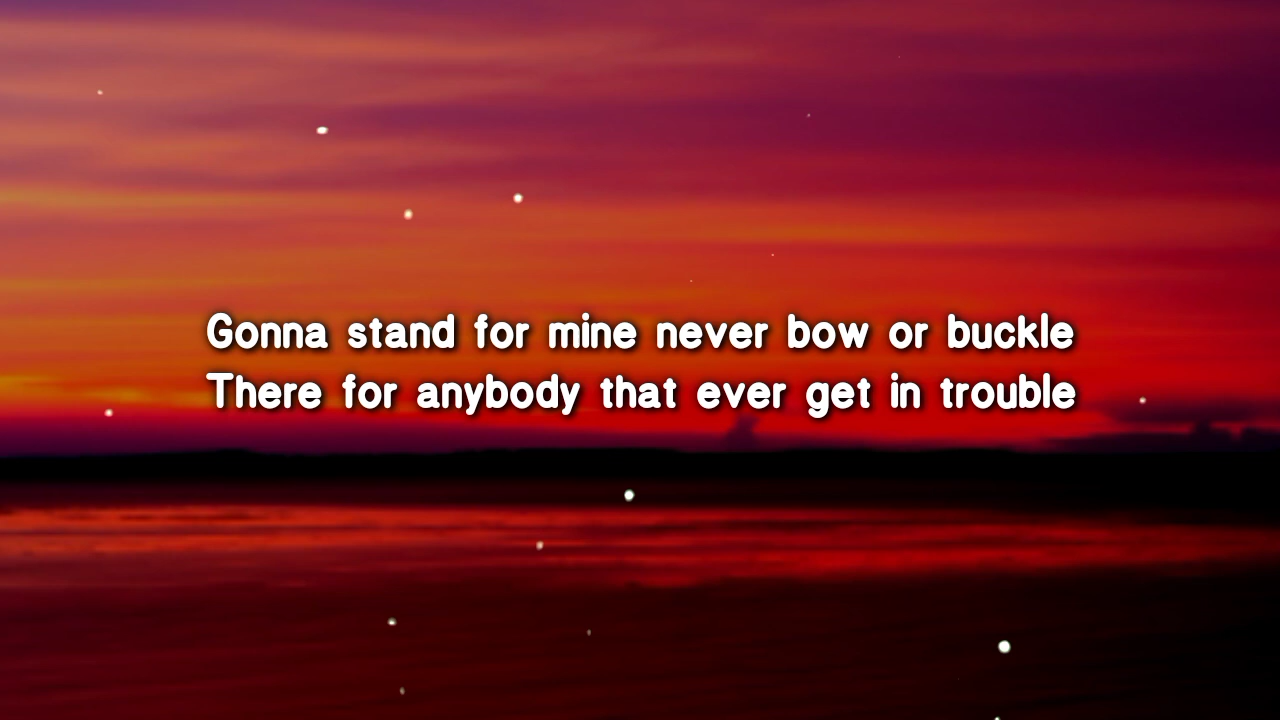 Gonna stand for mine never bow or buckle
There for anybody that ever get in trouble